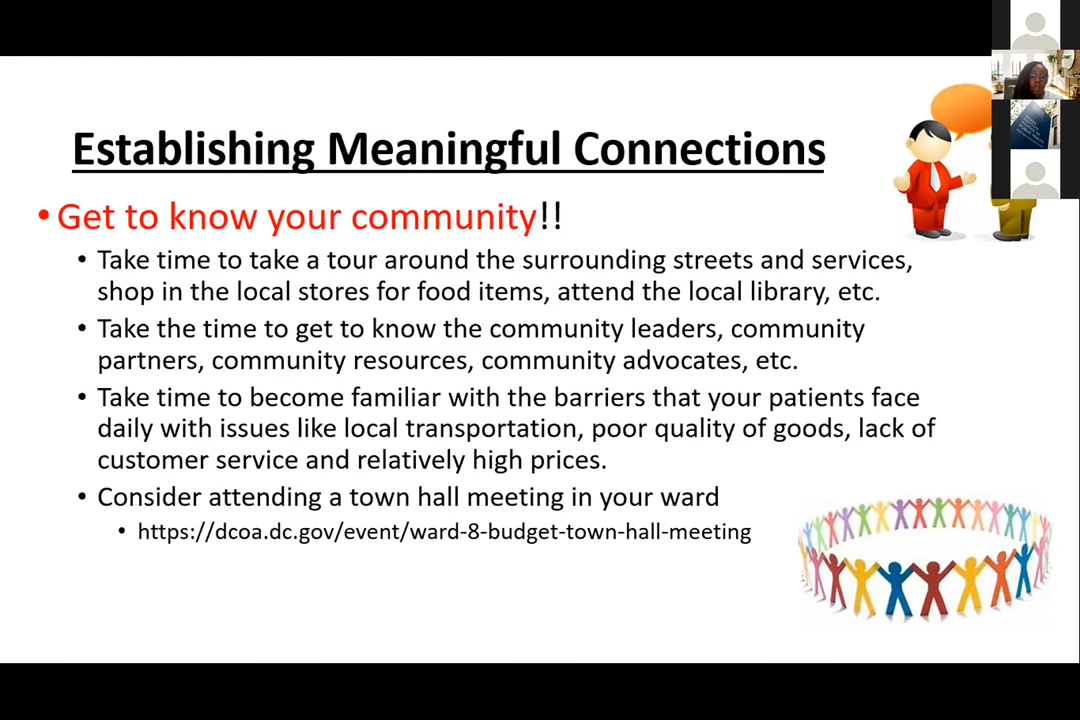 Establishing Meaningful Connections
• Get to know your community!!
• Take time to take a tour around the surrounding streets and services,
shop in the local stores for food items, attend the local library, etc.
• Take the time to get to know the community leaders, community
partners, community resources, community advocates, etc.
• Take time to become familiar with the barriers that your patients face
daily with issues like local transportation, poor quality of goods, lack of
customer service and relatively high prices.
• Consider attending a town hall meeting in your ward
• https://dcoa.dc.gov/event/ward-8-budget-town-hall-meeting